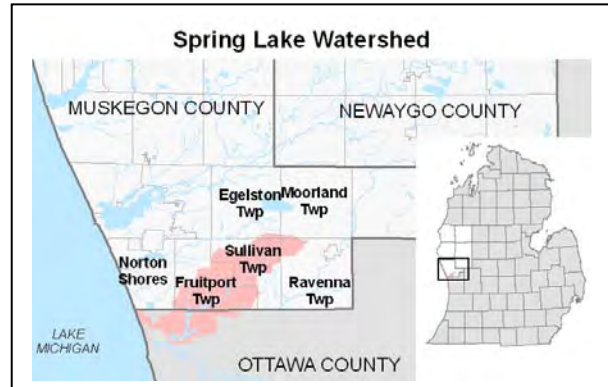 Spring Lake Watershed
MUSKEGON COUNTY
NEWAYGO COUNTY
Egelston
Twp
Moorland
Twp
Norton
Shores
Fruitport
Twp
Sullivan
Twp
Ravenna
Twp
LAKE
MICHIGAN
OTTAWA COUNTY